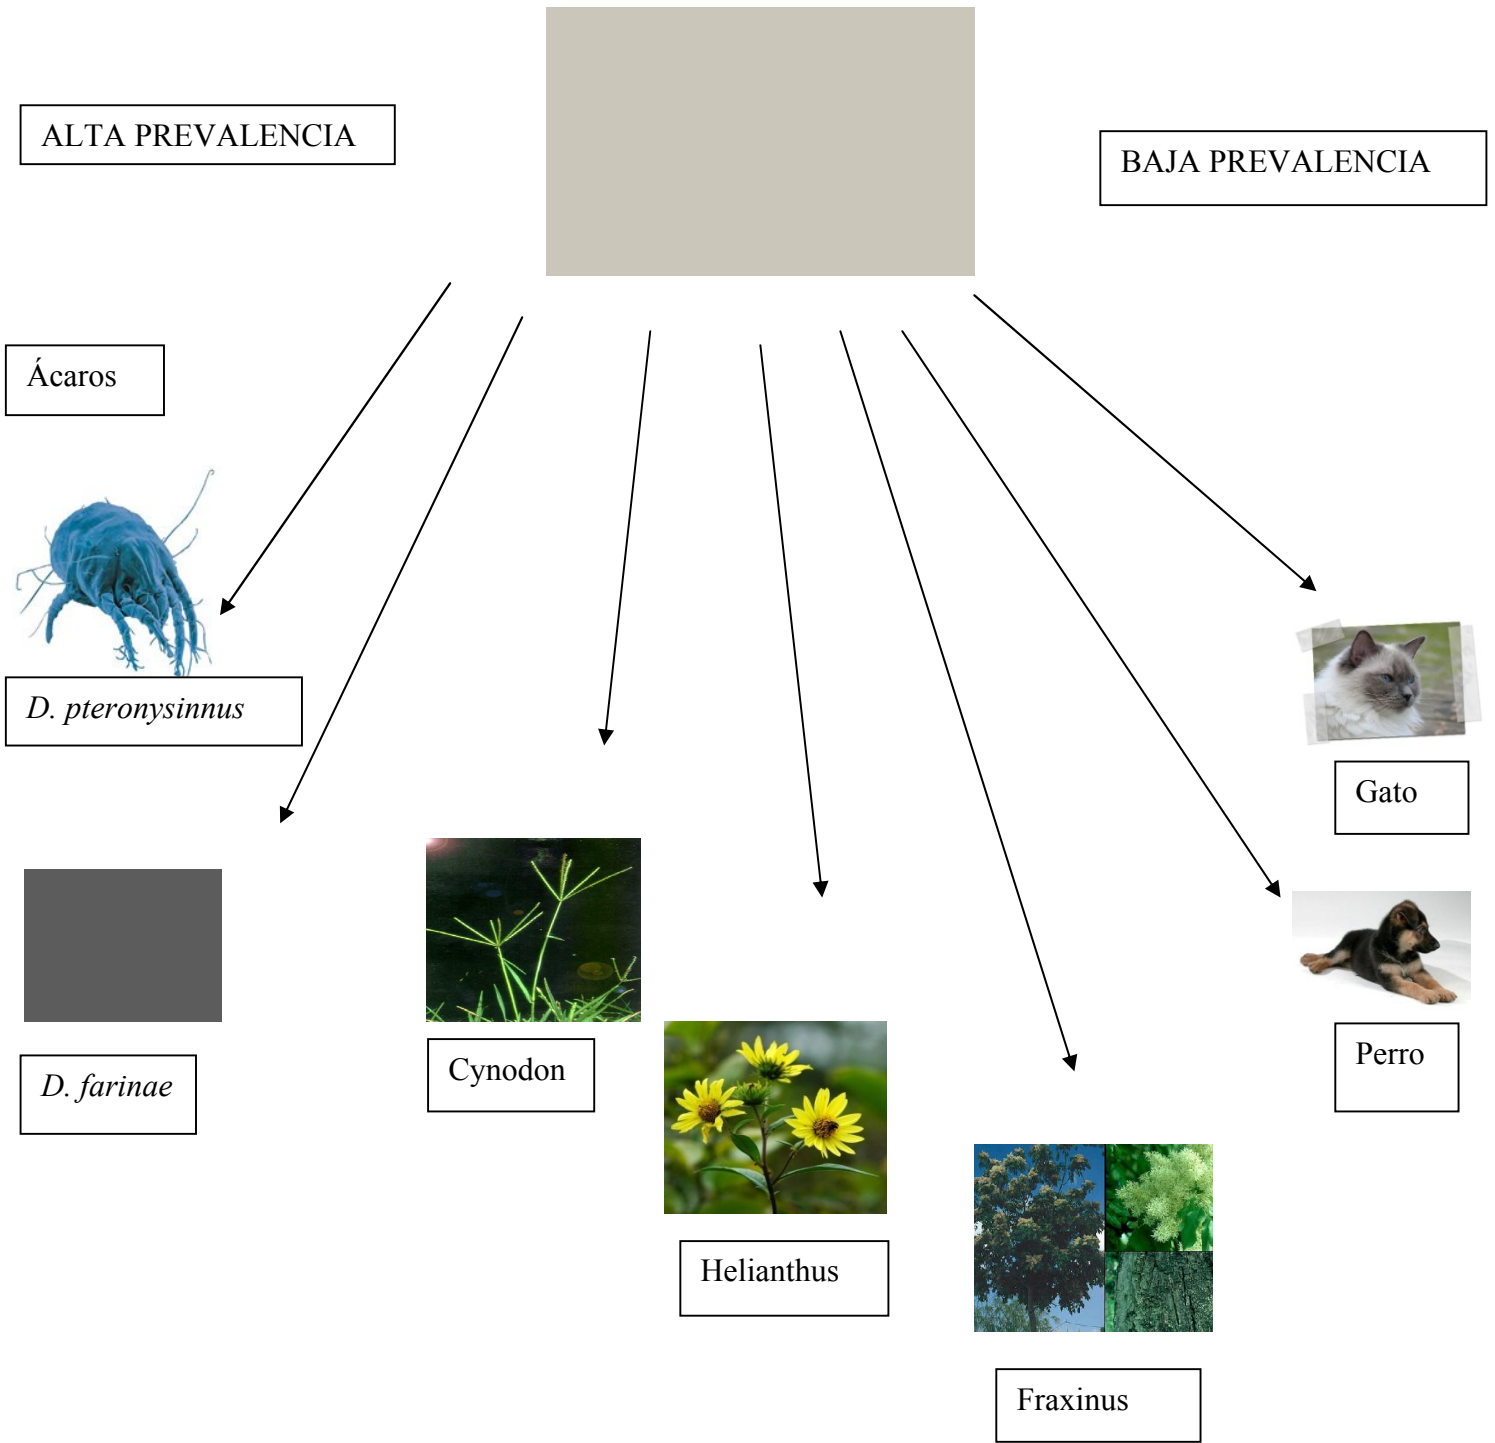 ALTA PREVALENCIA
BAJA PREVALENCIA
Ácaros
D. pteronysinnus
Gato
D. farinae
Cynodon
Perro
Helianthus
Fraxinus